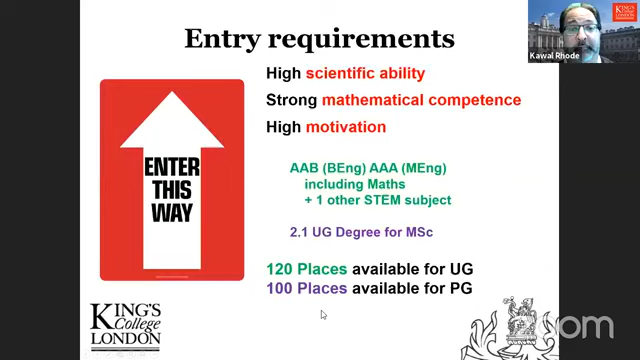 Entry requirements
High scientific ability
Strong mathematical competence
High motivation
ENTER
THIS
WAY
AAB (BEng) AAA (MEng)
including Maths
+ 1 other STEM subject
2.1 UG Degree for MSc
120 Places available for UG
100 Places available for PG
KING'S
College
LONDON
KING'S
College
LONDON
Kawal Rhode
zoom